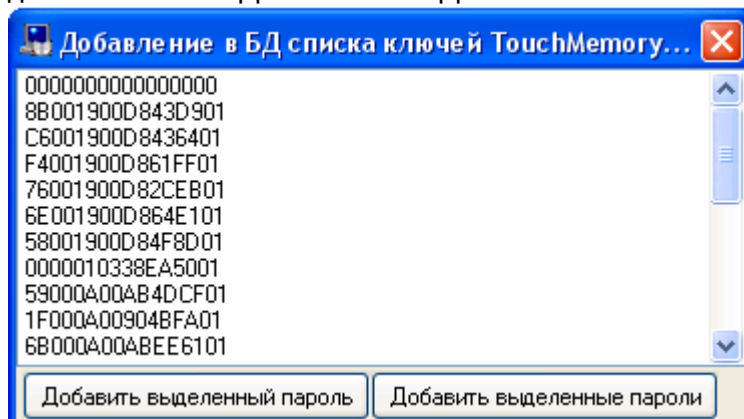 Добавление в БД списка ключей TouchMemory...
0000000000000000
8B001900D843D901
C6001900D8436401
F4001900D861FF01
76001900D82CEB01
6E001900D864E101
58001900D84F8D01
0000010338EA5001
59000A00AB4DCF01
1F000A00904BFA01
6B000A00ABEE6101
Добавить выделенный пароль Добавить выделенные пароли